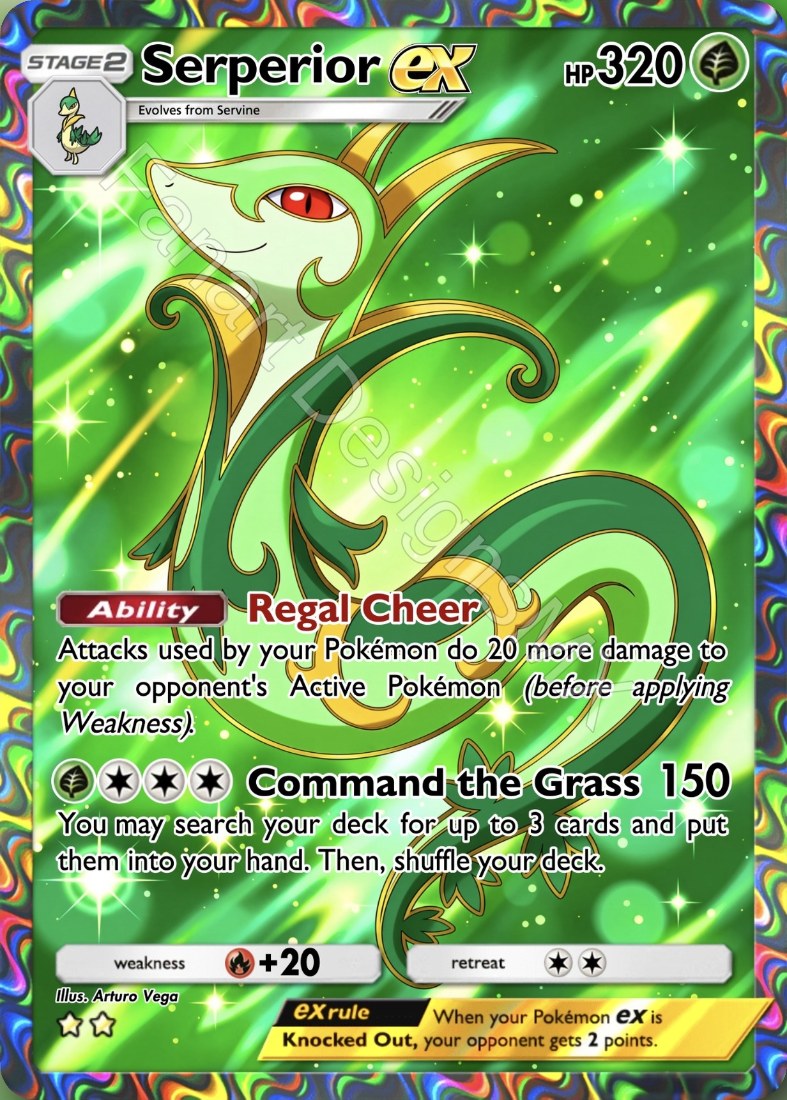 STAGE2 Serperior ex HP320
Evolves from Servine
Ability Regal Cheer
Attacks used by your Pokémon do 20 more damage to
your opponent's Active Pokémon (before applying
Weakness).
Command the Grass 150
You may search your deck for up to 3 cards and put
them into your hand. Then, shuffle your deck.
weakness +20 retreat
Illus. Arturo Vega
ex rule When your Pokémon ex is
Knocked Out, your opponent gets 2 points.
Fanart DesignsMX